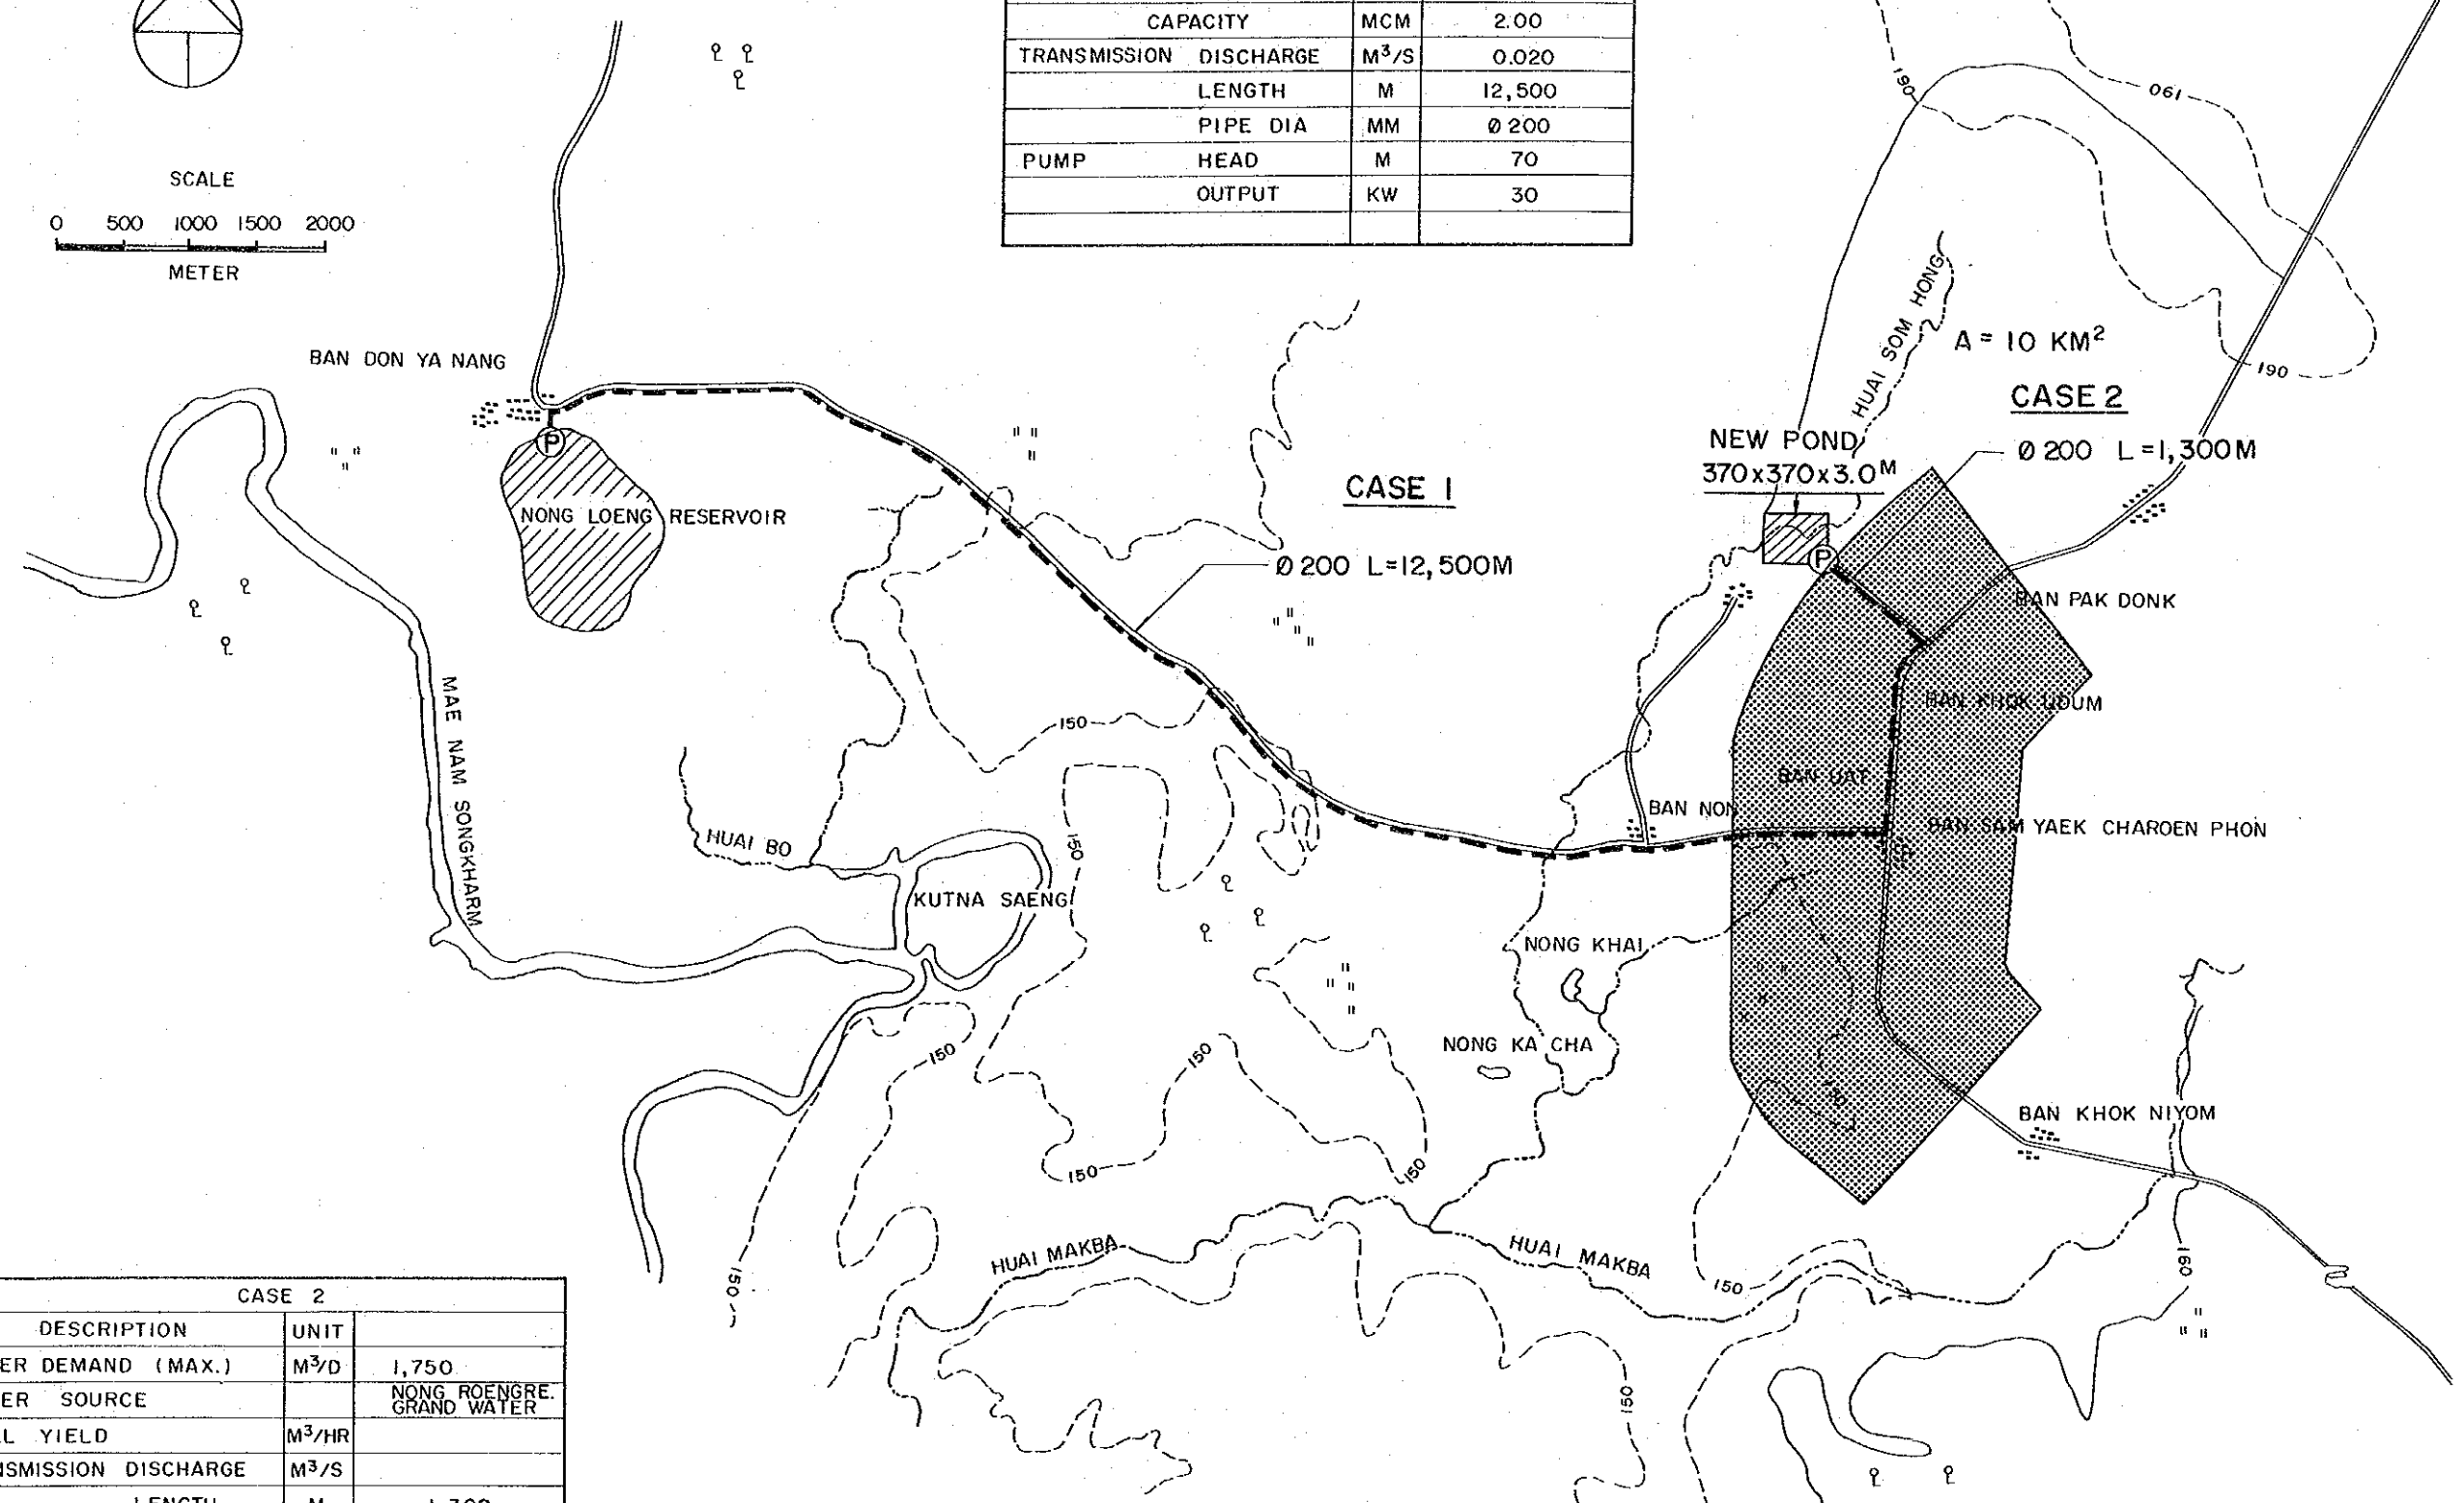 CAPACITY MCM 2.00
TRANSMISSION DISCHARGE M³/S 0.020
LENGTH M 12,500
PIPE DIA MM Ø 200
PUMP HEAD M 70
OUTPUT KW 30
SCALE
0 500 1000 1500 2000
METER
190
190
HUAI SOM HONG
A = 10 KM²
190
CASE 2
BAN DON YA NANG
P
NEW POND
370x370x3.0M
Ø 200 L=1,300M
CASE 1
NONG LOENG RESERVOIR
Ø 200 L=12,500M
P
BAN PAK DONK
MAE NAM SONGKHARM
BAN KHOK UDUM
150
BAN UAT
BAN NON
BAN SAM YAEK CHAROEN PHON
HUAI BO
150
KUTNA SAENG
NONG KHAI
NONG KA CHA
150
150
BAN KHOK NIYOM
150
150
HUAI MAKBA
HUAI MAKBA
150
150
160
150
CASE 2
DESCRIPTION UNIT
ER DEMAND (MAX.) M³/D 1,750
ER SOURCE NONG ROENGRE.
GRAND WATER
L YIELD M³/HR
NSMISSION DISCHARGE M³/S
LENGTH M 1,300